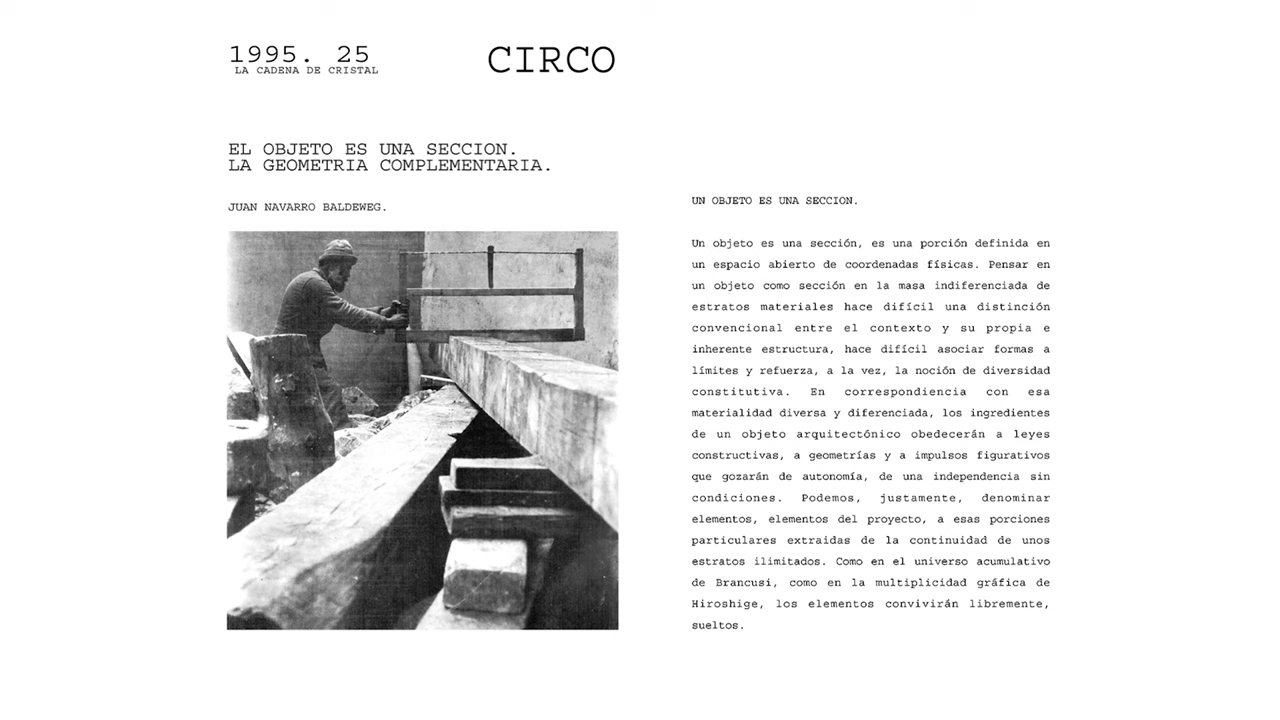 1995. 25
LA CADENA DE CRISTAL
CIRCO
EL OBJETO ES UNA SECCION.
LA GEOMETRIA COMPLEMENTARIA.
JUAN NAVARRO BALDEWEG.
UN OBJETO ES UNA SECCION.
Un objeto es una sección, es una porción definida en
un espacio abierto de coordenadas físicas. Pensar en
un objeto como sección en la masa indiferenciada de
estratos materiales hace difícil una distinción
convencional entre el contexto y su propia e
inherente estructura, hace difícil asociar formas a
límites y refuerza, a la vez, la noción de diversidad
constitutiva. En correspondiencia con esa
materialidad diversa y diferenciada, los ingredientes
de un objeto arquitectónico obedecerán a leyes
constructivas, a geometrías y a impulsos figurativos
que gozarán de autonomía, de una independencia sin
condiciones. Podemos, justamente, denominar
elementos, elementos del proyecto, a esas porciones
particulares extraidas de la continuidad de unos
estratos ilimitados. Como en el universo acumulativo
de Brancusi, como en la multiplicidad gráfica de
Hiroshige, los elementos convivirán libremente,
sueltos.